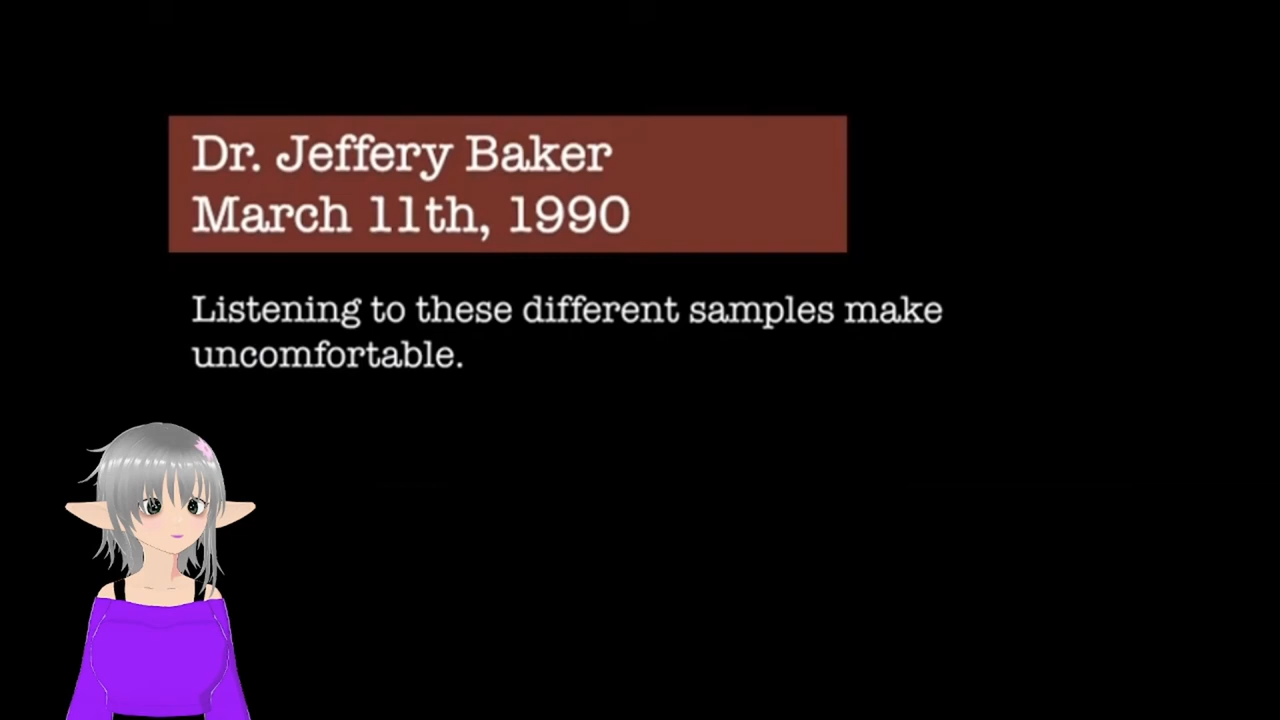 Dr. Jeffery Baker
March 11th, 1990
Listening to these different samples make
uncomfortable.